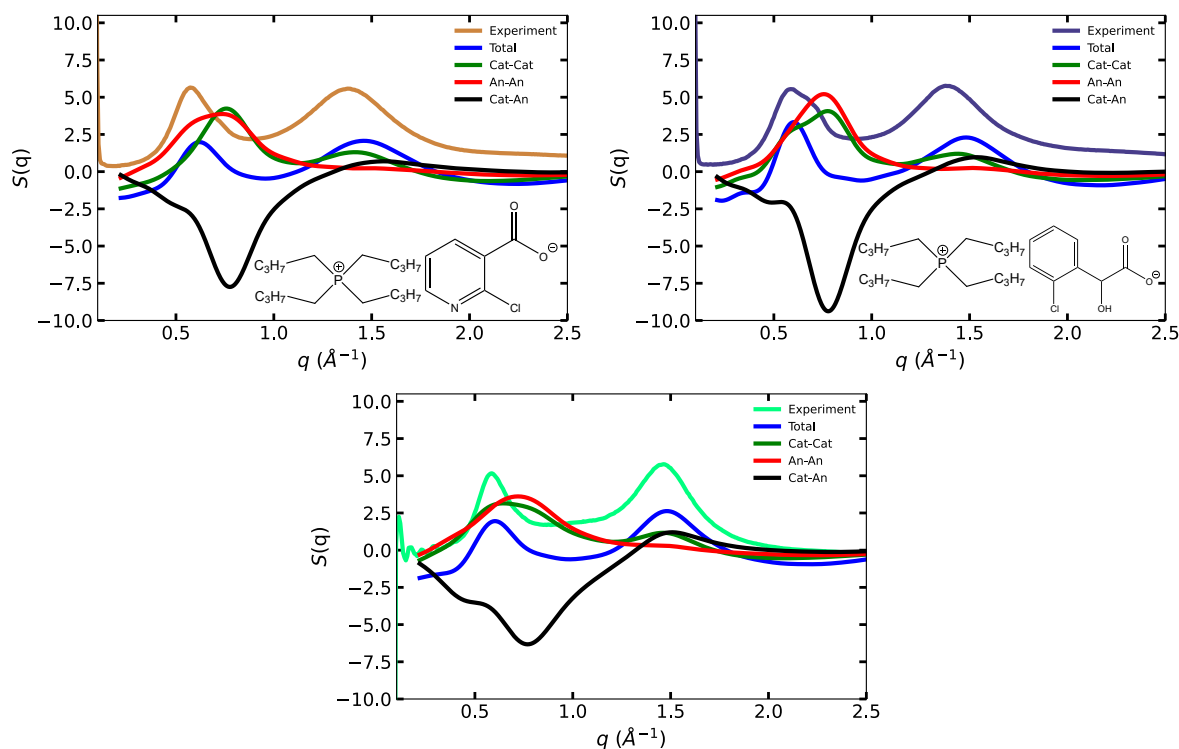 10.0
7.5
5.0
2.5
0.0
−2.5
−5.0
−7.5
−10.0
S(q)
Experiment
Total
Cat-Cat
An-An
Cat-An
C3H7
C3H7
P
⊕
C3H7
C3H7
O
O
⊖
N
Cl
0.5 1.0 1.5 2.0 2.5
q (Å⁻¹)
10.0
7.5
5.0
2.5
0.0
−2.5
−5.0
−7.5
−10.0
S(q)
Experiment
Total
Cat-Cat
An-An
Cat-An
C3H7
C3H7
P
⊕
C3H7
C3H7
O
O
⊖
Cl
OH
0.5 1.0 1.5 2.0 2.5
q (Å⁻¹)
10.0
7.5
5.0
2.5
0.0
−2.5
−5.0
−7.5
−10.0
S(q)
Experiment
Total
Cat-Cat
An-An
Cat-An
0.5 1.0 1.5 2.0 2.5
q (Å⁻¹)